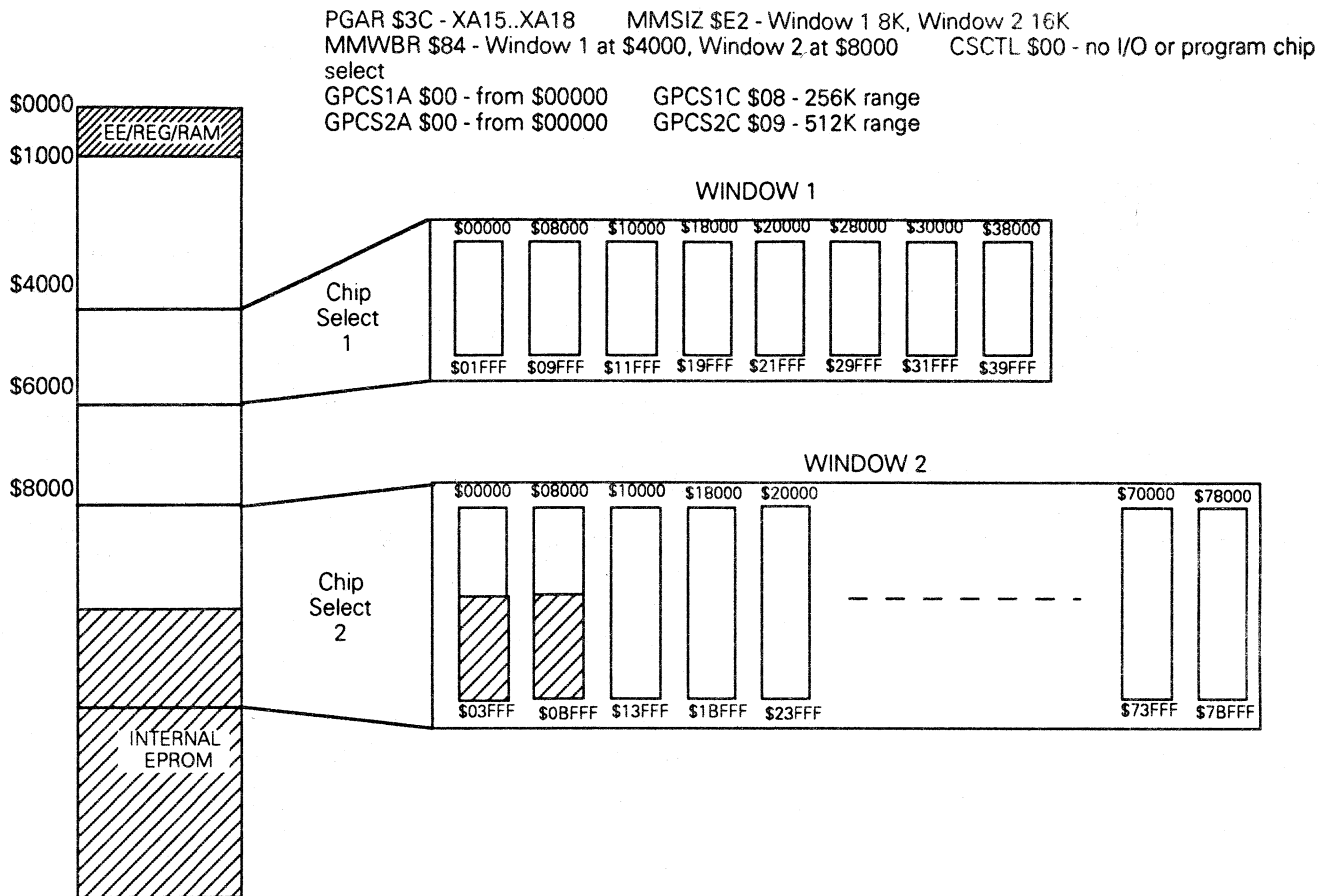 PGAR $3C - XA15..XA18 MMSIZ $E2 - Window 1 8K, Window 2 16K
MMWBR $84 - Window 1 at $4000, Window 2 at $8000 CSCTL $00 - no I/O or program chip
select
GPCS1A $00 - from $00000 GPCS1C $08 - 256K range
GPCS2A $00 - from $00000 GPCS2C $09 - 512K range
$0000
EE/REG/RAM
$1000
WINDOW 1
$00000 $08000 $10000 $18000 $20000 $28000 $30000 $38000
$4000
Chip
Select
1
$01FFF $09FFF $11FFF $19FFF $21FFF $29FFF $31FFF $39FFF
$6000
WINDOW 2
$8000
$00000 $08000 $10000 $18000 $20000 $70000 $78000
Chip
Select
2
$03FFF $0BFFF $13FFF $1BFFF $23FFF $73FFF $7BFFF
INTERNAL
EPROM